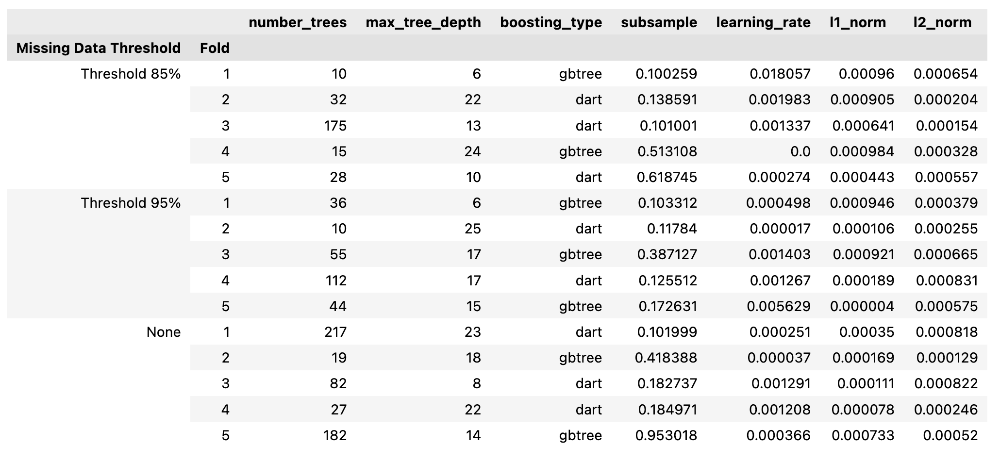 number_trees max_tree_depth boosting_type subsample learning_rate l1_norm l2_norm
Missing Data Threshold Fold
Threshold 85% 1 10 6 gbtree 0.100259 0.018057 0.00096 0.000654
2 32 22 dart 0.138591 0.001983 0.000905 0.000204
3 175 13 dart 0.101001 0.001337 0.000641 0.000154
4 15 24 gbtree 0.513108 0.0 0.000984 0.000328
5 28 10 dart 0.618745 0.000274 0.000443 0.000557
Threshold 95% 1 36 6 gbtree 0.103312 0.000498 0.000946 0.000379
2 10 25 dart 0.11784 0.000017 0.000106 0.000255
3 55 17 gbtree 0.387127 0.001403 0.000921 0.000665
4 112 17 dart 0.125512 0.001267 0.000189 0.000831
5 44 15 gbtree 0.172631 0.005629 0.000004 0.000575
None 1 217 23 dart 0.101999 0.000251 0.00035 0.000818
2 19 18 gbtree 0.418388 0.000037 0.000169 0.000129
3 82 8 dart 0.182737 0.001291 0.000111 0.000822
4 27 22 dart 0.184971 0.001208 0.000078 0.000246
5 182 14 gbtree 0.953018 0.000366 0.000733 0.00052